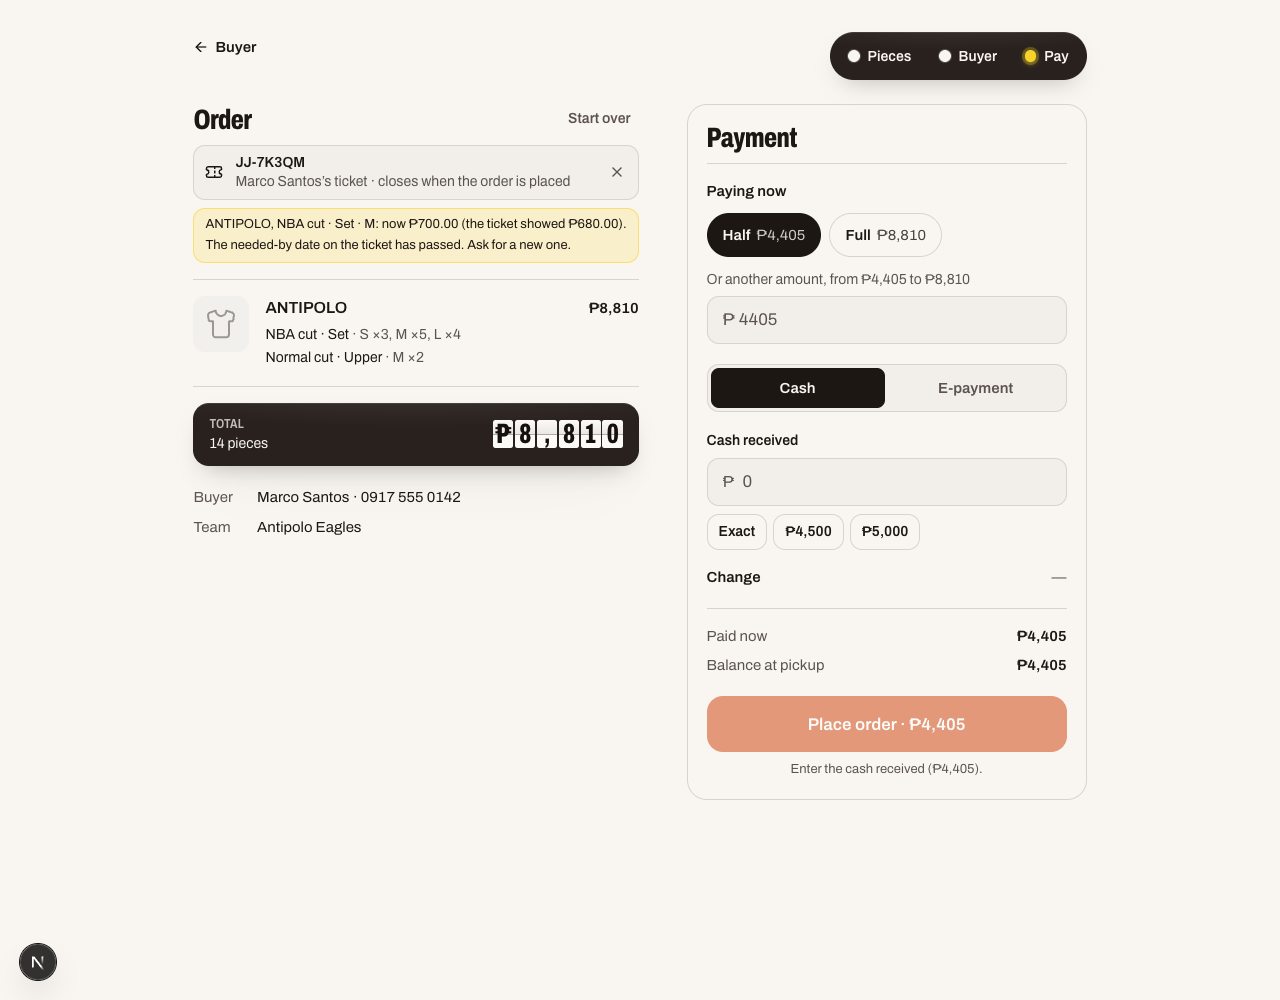 Buyer
Pieces
Buyer
Pay
Order
Start over
JJ-7K3QM
Marco Santos’s ticket · closes when the order is placed
ANTIPOLO, NBA cut · Set · M: now ₱700.00 (the ticket showed ₱680.00).
The needed-by date on the ticket has passed. Ask for a new one.
ANTIPOLO
₱8,810
NBA cut · Set · S ×3, M ×5, L ×4
Normal cut · Upper · M ×2
TOTAL
14 pieces
₱8,810
Buyer Marco Santos · 0917 555 0142
Team Antipolo Eagles
Payment
Paying now
Half ₱4,405
Full ₱8,810
Or another amount, from ₱4,405 to ₱8,810
₱ 4405
Cash
E-payment
Cash received
₱ 0
Exact
₱4,500
₱5,000
Change —
Paid now ₱4,405
Balance at pickup ₱4,405
Place order · ₱4,405
Enter the cash received (₱4,405).
N